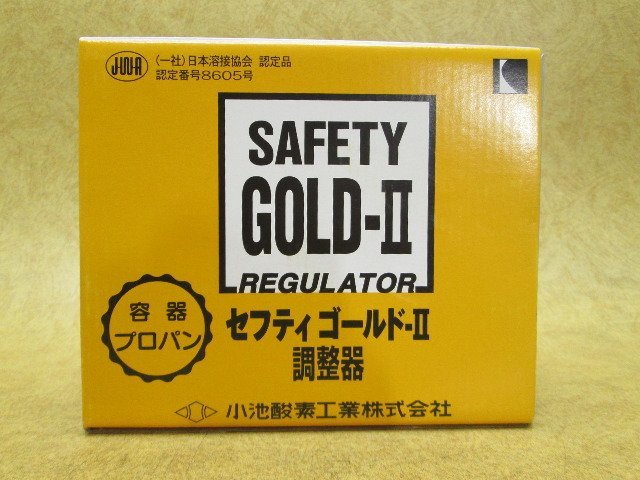 JWA
(一社)日本溶接協会 認定品
認定番号8605号
SAFETY
GOLD-II
REGULATOR
容器
プロパン
セフティ ゴールド-II
調整器
小池酸素工業株式会社